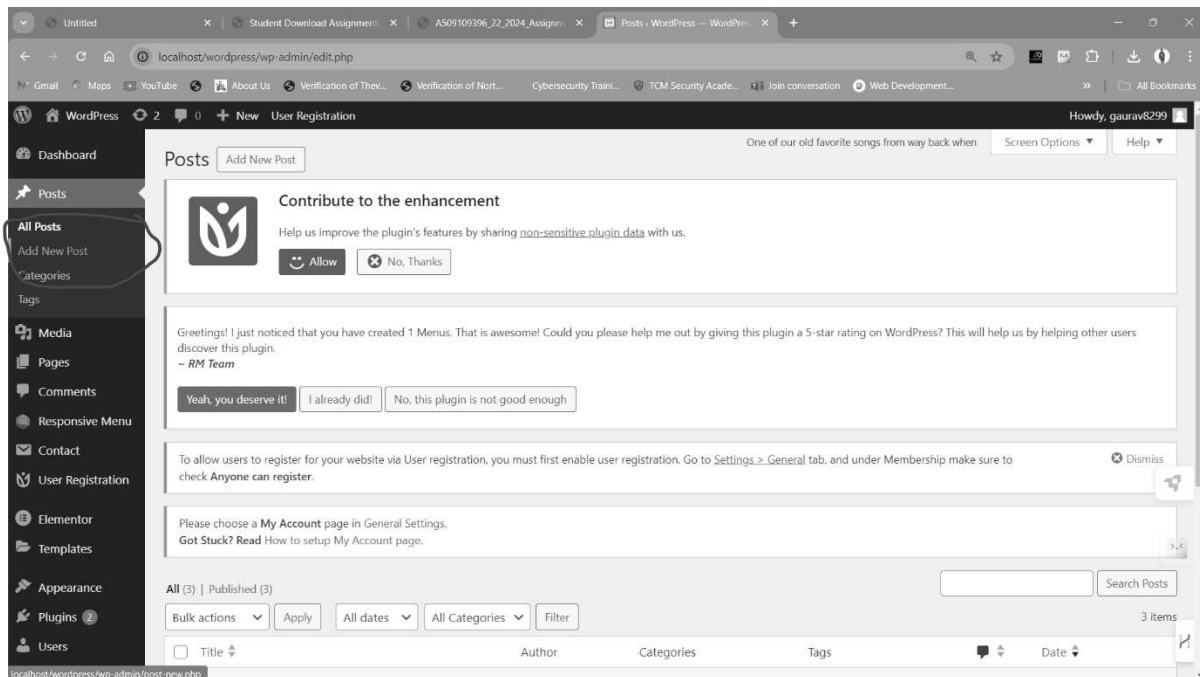 Untitled
Student Download Assignment
A509109396_22_2024_Assignm
Posts ‹ WordPress — WordPres
localhost/wordpress/wp-admin/edit.php
Gmail Maps YouTube About Us Verification of Thev... Verification of Nort... Cybersecurity Traini... TCM Security Acade... Join conversation Web Development... » All Bookmarks
WordPress 2 0 + New User Registration Howdy, gaurav8299
Dashboard
Posts
All Posts
Add New Post
Categories
Tags
Media
Pages
Comments
Responsive Menu
Contact
User Registration
Elementor
Templates
Appearance
Plugins 2
Users
One of our old favorite songs from way back when Screen Options Help
Posts Add New Post
Contribute to the enhancement
Help us improve the plugin's features by sharing non-sensitive plugin data with us.
Allow No, Thanks
Greetings! I just noticed that you have created 1 Menus. That is awesome! Could you please help me out by giving this plugin a 5-star rating on WordPress? This will help us by helping other users
discover this plugin.
~ RM Team
Yeah, you deserve it! I already did! No, this plugin is not good enough
To allow users to register for your website via User registration, you must first enable user registration. Go to Settings > General tab, and under Membership make sure to
check Anyone can register.
Dismiss
Please choose a My Account page in General Settings.
Got Stuck? Read How to setup My Account page.
All (3) | Published (3)
Search Posts
Bulk actions Apply All dates All Categories Filter 3 items
Title Author Categories Tags Date
localhost/wordpress/wp-admin/post-new.php